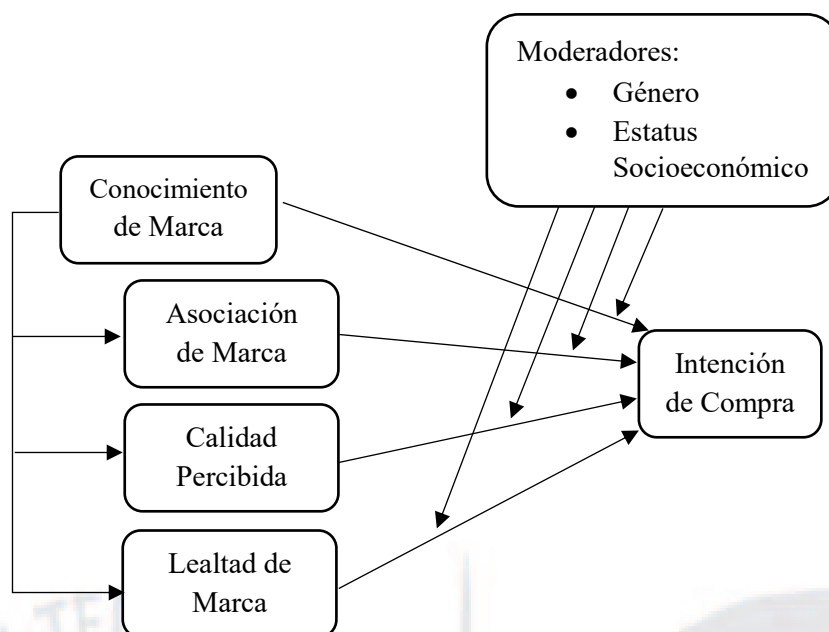 Moderadores:
• Género
• Estatus
Socioeconómico
Conocimiento
de Marca
Asociación
de Marca
Intención
de Compra
Calidad
Percibida
Lealtad de
Marca